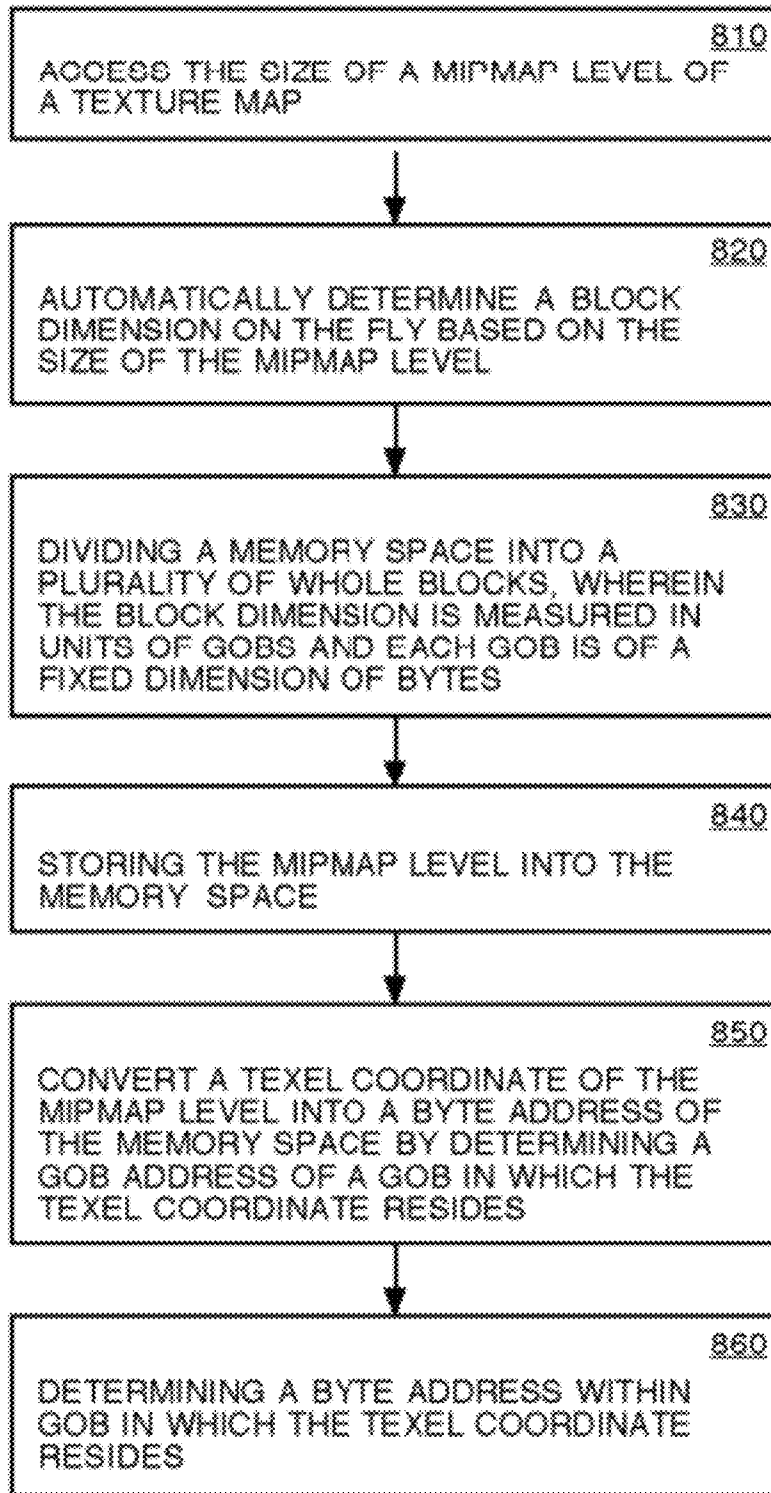 810
ACCESS THE SIZE OF A MIPMAP LEVEL OF
A TEXTURE MAP
820
AUTOMATICALLY DETERMINE A BLOCK
DIMENSION ON THE FLY BASED ON THE
SIZE OF THE MIPMAP LEVEL
830
DIVIDING A MEMORY SPACE INTO A
PLURALITY OF WHOLE BLOCKS, WHEREIN
THE BLOCK DIMENSION IS MEASURED IN
UNITS OF GOBS AND EACH GOB IS OF A
FIXED DIMENSION OF BYTES
840
STORING THE MIPMAP LEVEL INTO THE
MEMORY SPACE
850
CONVERT A TEXEL COORDINATE OF THE
MIPMAP LEVEL INTO A BYTE ADDRESS OF
THE MEMORY SPACE BY DETERMINING A
GOB ADDRESS OF A GOB IN WHICH THE
TEXEL COORDINATE RESIDES
860
DETERMINING A BYTE ADDRESS WITHIN
GOB IN WHICH THE TEXEL COORDINATE
RESIDES